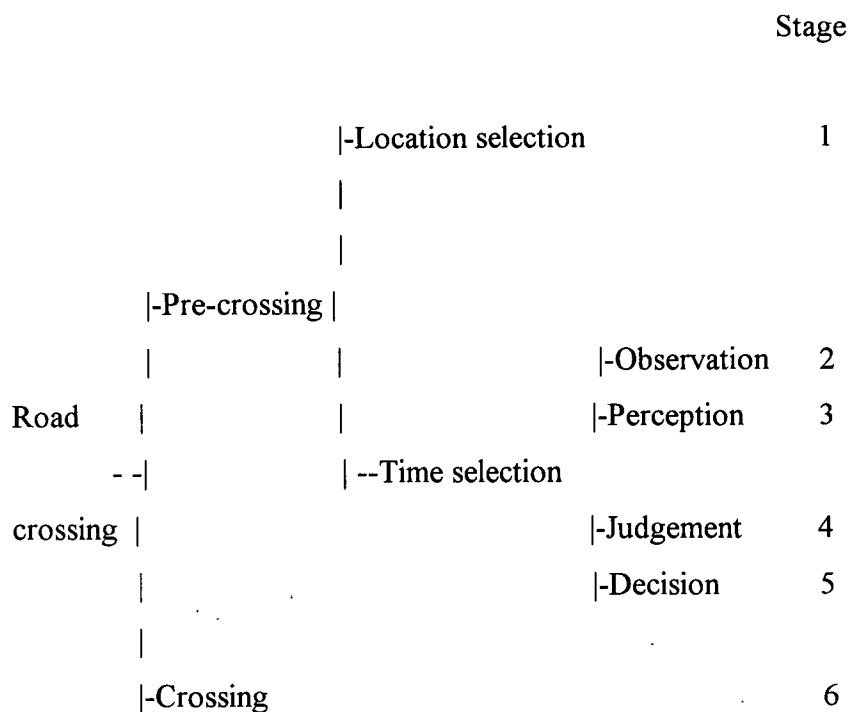 Stage
|-Location selection 1
|
|
|-Pre-crossing |
| | |-Observation 2
Road | | |-Perception 3
- -| | --Time selection
crossing | |-Judgement 4
| |-Decision 5
|
|-Crossing 6